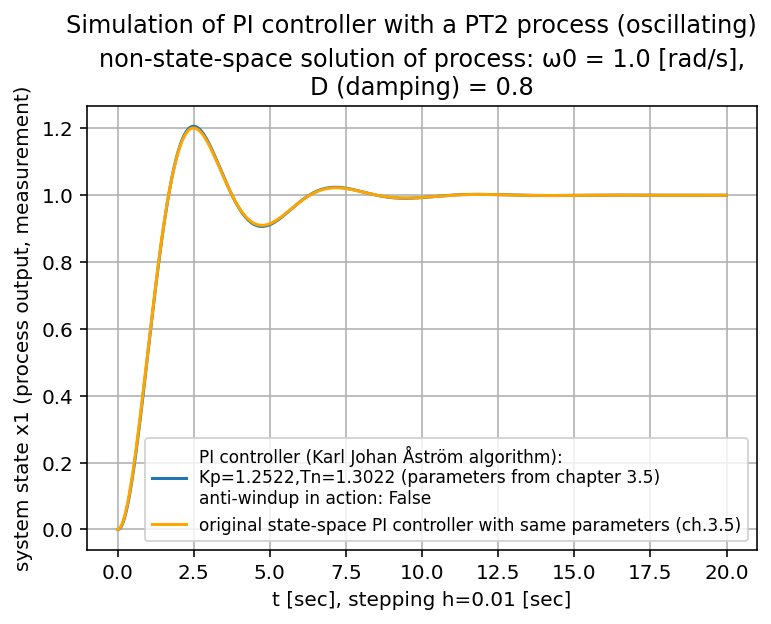 Simulation of PI controller with a PT2 process (oscillating)
non-state-space solution of process: ω0 = 1.0 [rad/s],
D (damping) = 0.8
system state x1 (process output, measurement)
1.2
1.0
0.8
0.6
0.4
0.2
0.0
PI controller (Karl Johan Åström algorithm):
Kp=1.2522,Tn=1.3022 (parameters from chapter 3.5)
anti-windup in action: False
original state-space PI controller with same parameters (ch.3.5)
0.0 2.5 5.0 7.5 10.0 12.5 15.0 17.5 20.0
t [sec], stepping h=0.01 [sec]